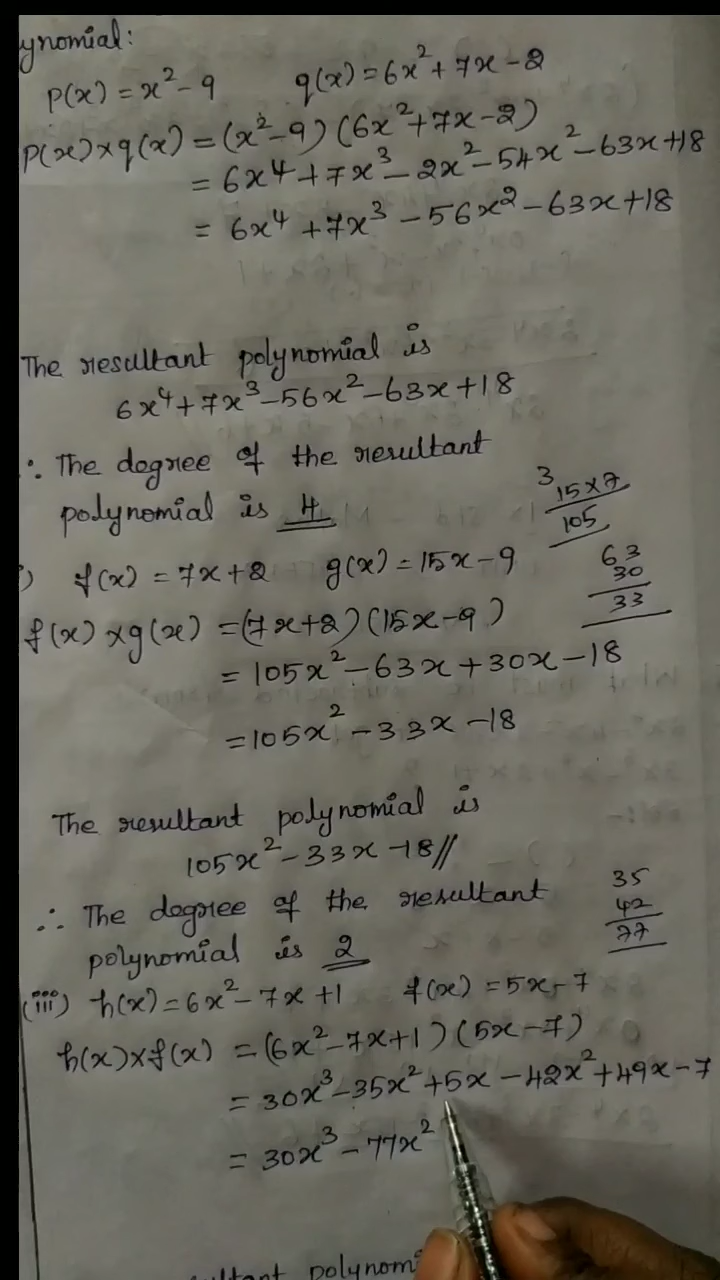 ynomial:
p(x) = x² - 9 q(x) = 6x² + 7x - 2
p(x) × q(x) = (x² - 9) (6x² + 7x - 2)
= 6x⁴ + 7x³ - 2x² - 54x² - 63x + 18
= 6x⁴ + 7x³ - 56x² - 63x + 18
The resultant polynomial is
6x⁴ + 7x³ - 56x² - 63x + 18
∴ The degree of the resultant
polynomial is 4
3 15 × 7
105
) f(x) = 7x + 2 g(x) = 15x - 9
63
30
33
f(x) × g(x) = (7x + 2) (15x - 9)
= 105x² - 63x + 30x - 18
= 105x² - 33x - 18
The resultant polynomial is
105x² - 33x - 18//
∴ The degree of the resultant
polynomial is 2
35
42
77
(iii) h(x) = 6x² - 7x + 1 f(x) = 5x - 7
h(x) × f(x) = (6x² - 7x + 1) (5x - 7)
= 30x³ - 35x² + 5x - 42x² + 49x - 7
= 30x³ - 77x²
polynom